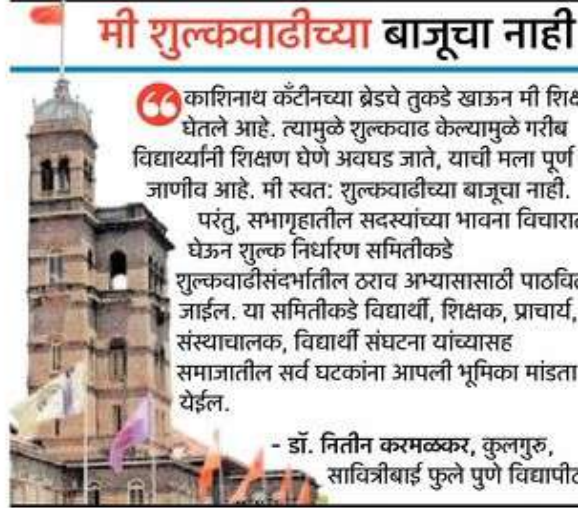 मी शुल्कवाढीच्या बाजूचा नाही
काशिनाथ कँटीनच्या ब्रेडचे तुकडे खाऊन मी
घेतले आहे. त्यामुळे शुल्कवाढ केल्यामुळे गरीब
विद्यार्थ्यांनी शिक्षण घेणे अवघड जाते, याची मला पूर्ण
जाणीव आहे. मी स्वत: शुल्कवाढीच्या बाजूचा नाही.
परंतु, सभागृहातील सदस्यांच्या भावना
घेऊन शुल्क निर्धारण समितीकडे
शुल्कवाढीसंदर्भातील ठराव अभ्यासासाठी
जाईल. या समितीकडे विद्यार्थी, शिक्षक, प्राचार्य,
संस्थाचालक, विद्यार्थी संघटना यांच्यासह
समाजातील सर्व घटकांना आपली भूमिका मांडता
येईल.
- डॉ. नितीन करमळकर, कुलगुरू,
सावित्रीबाई फुले पुणे